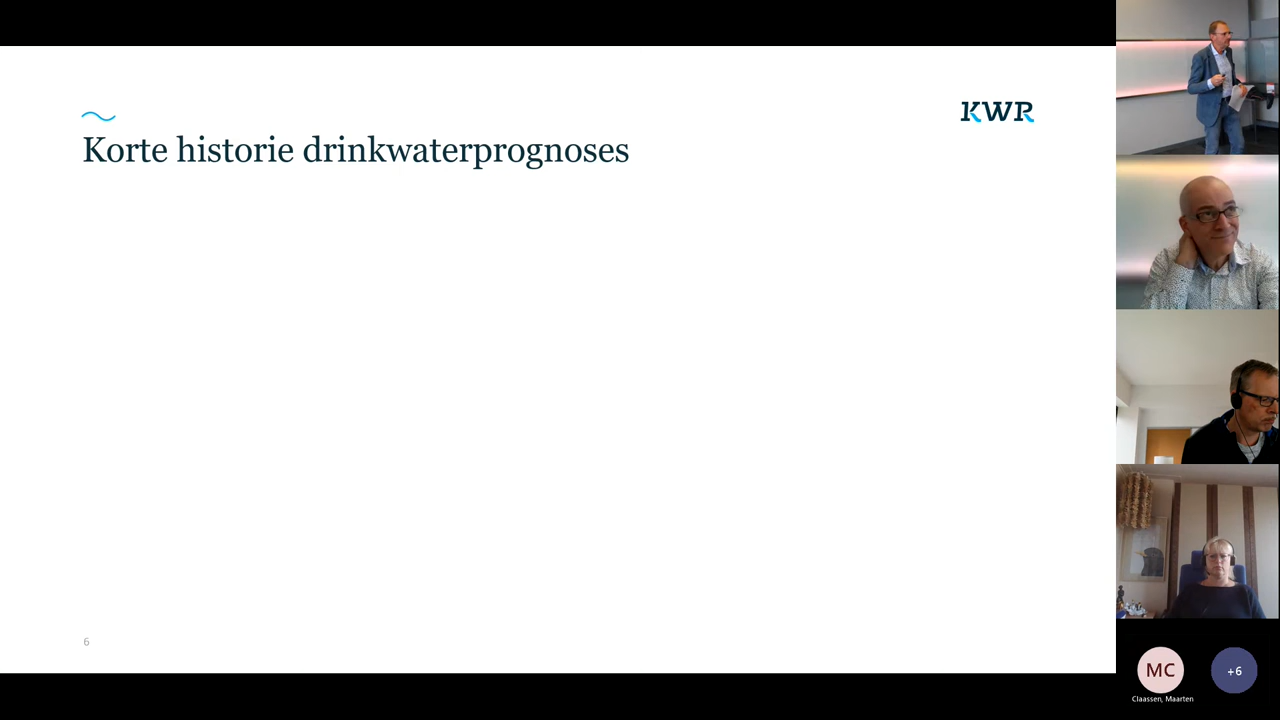 KWR
Korte historie drinkwaterprognoses
6
MC
+6
Claassen, Maarten